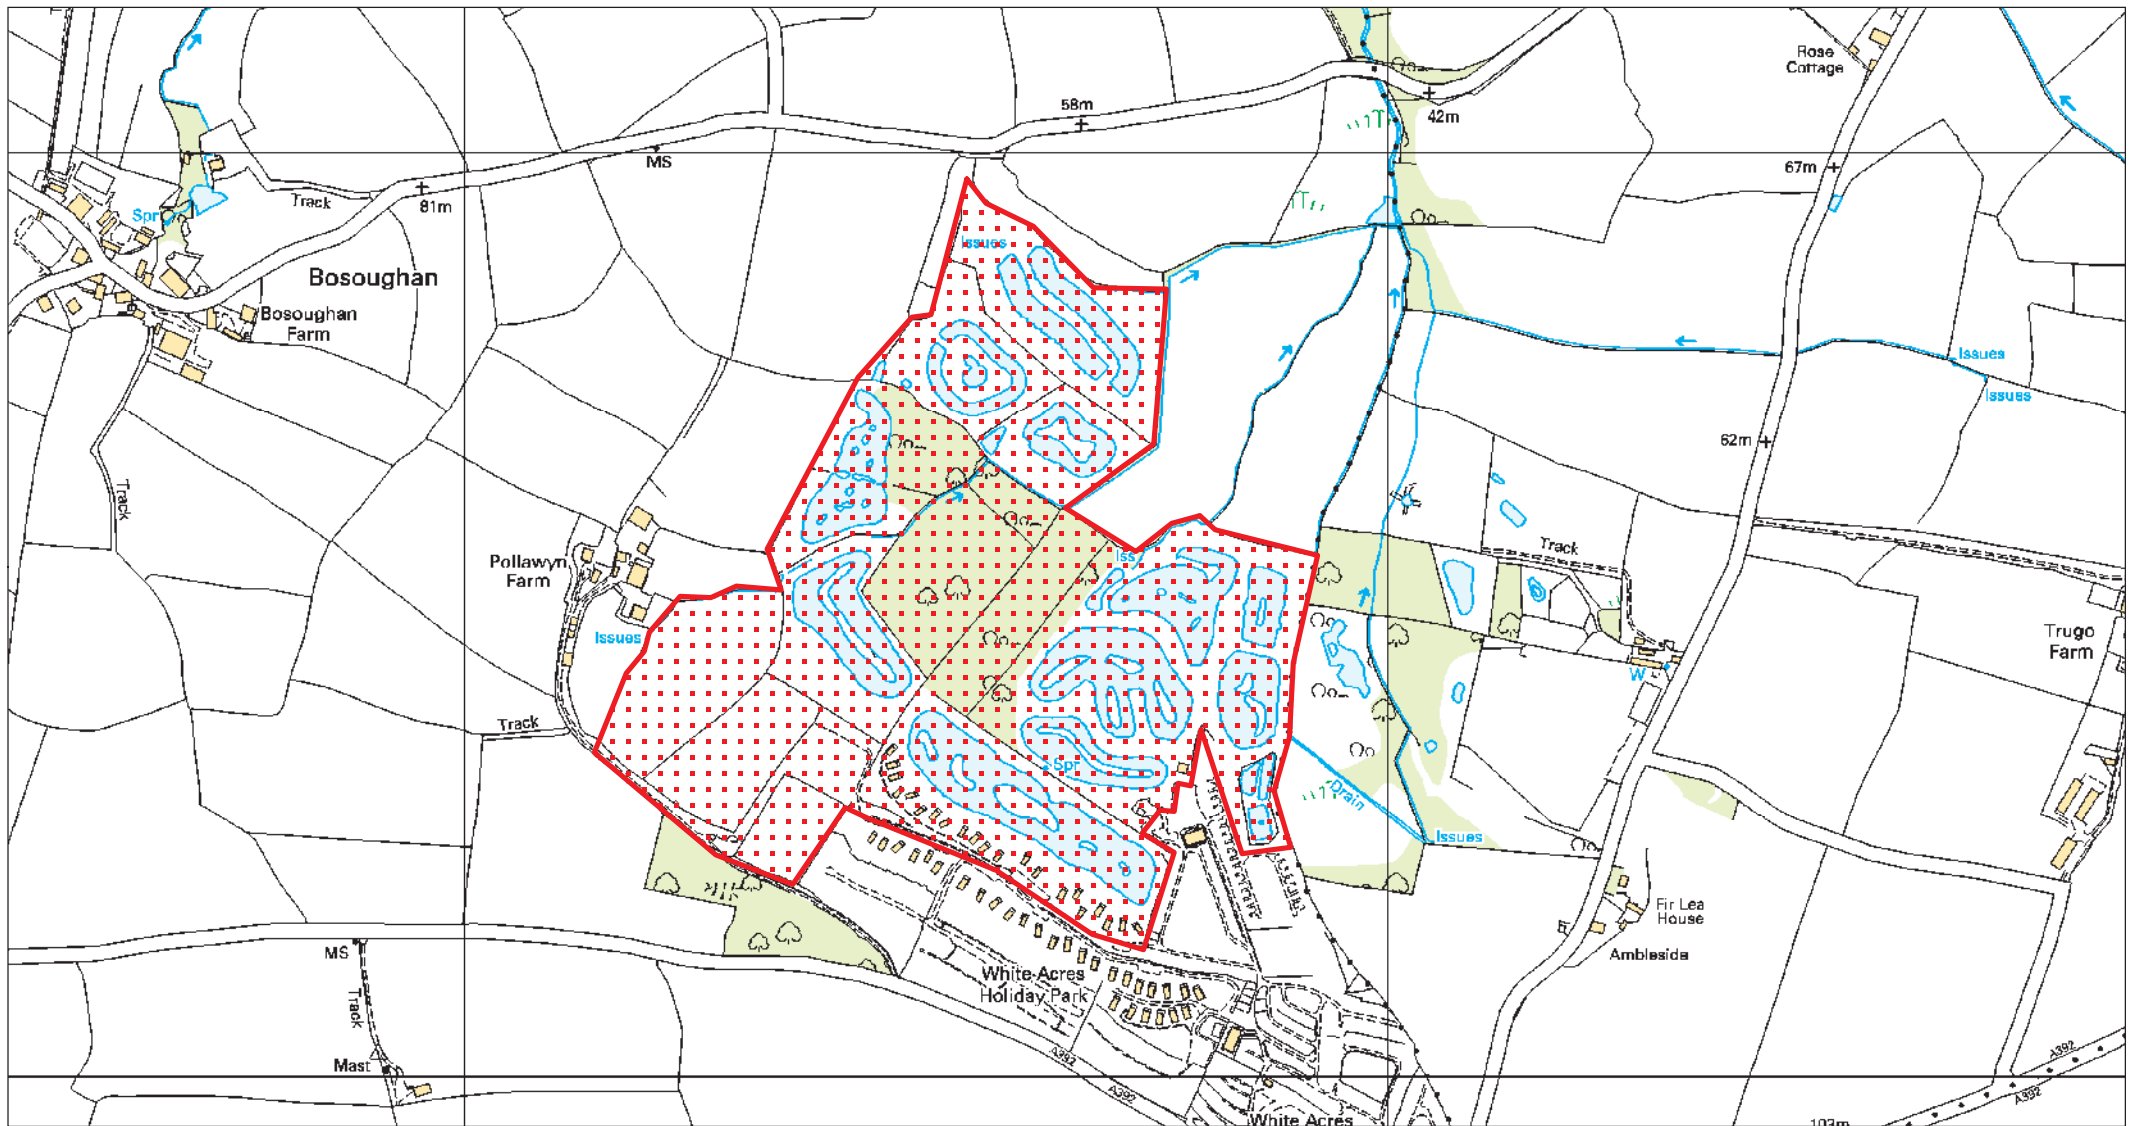 Rose
Cottage
58m
42m
MS
67m
Track
81m
Spr
Issues
Bosoughan
Bosoughan
Farm
Issues
Issues
62m
Track
Pollawyn
Farm
Iss
Track
Issues
Trugo
Farm
W
Track
Spr
Drain
Issues
Fir Lea
House
Ambleside
MS
Track
White Acres
Holiday Park
Mast
A392
A392
A392
A392
White Acres
103m